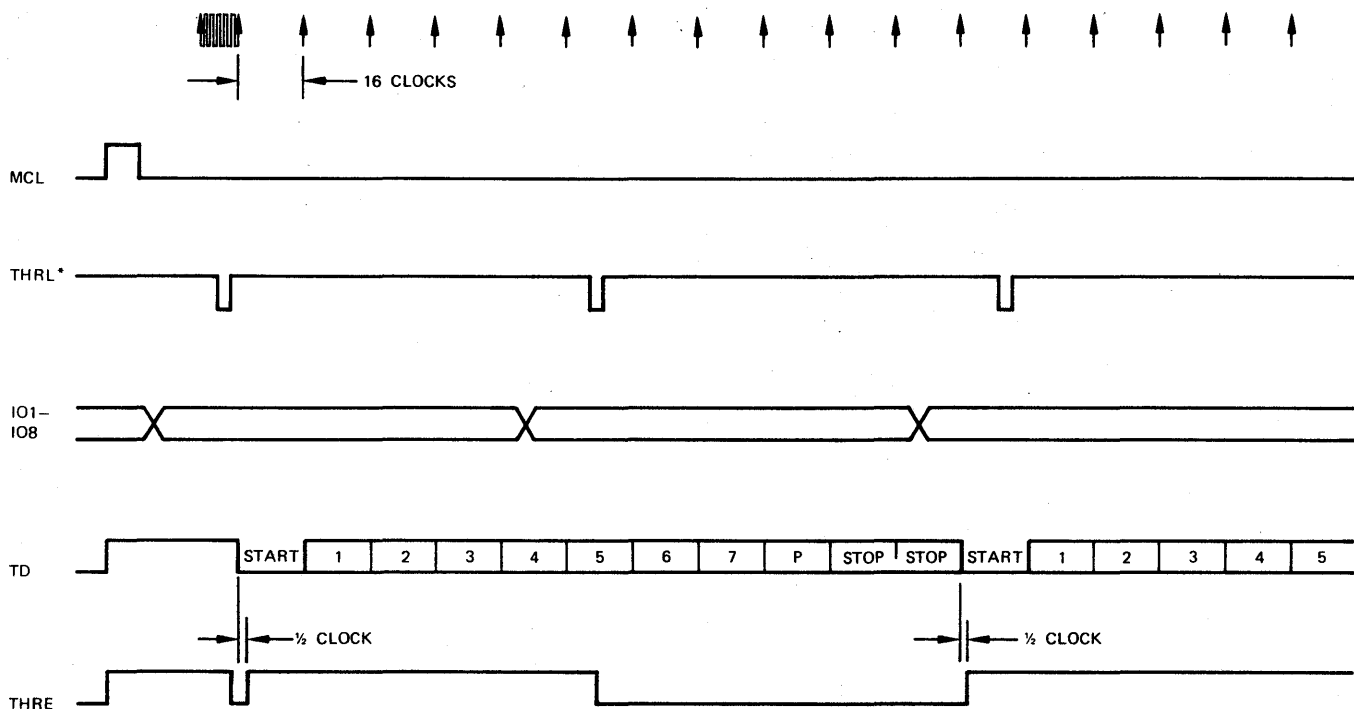 16 CLOCKS
MCL
THRL*
IO1–
IO8
TD
START 1 2 3 4 5 6 7 P STOP STOP START 1 2 3 4 5
½ CLOCK ½ CLOCK
THRE